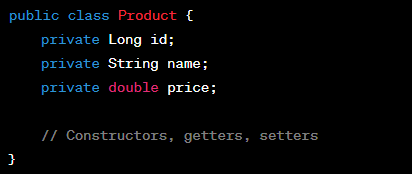 public class Product {
    private Long id;
    private String name;
    private double price;

    // Constructors, getters, setters
}